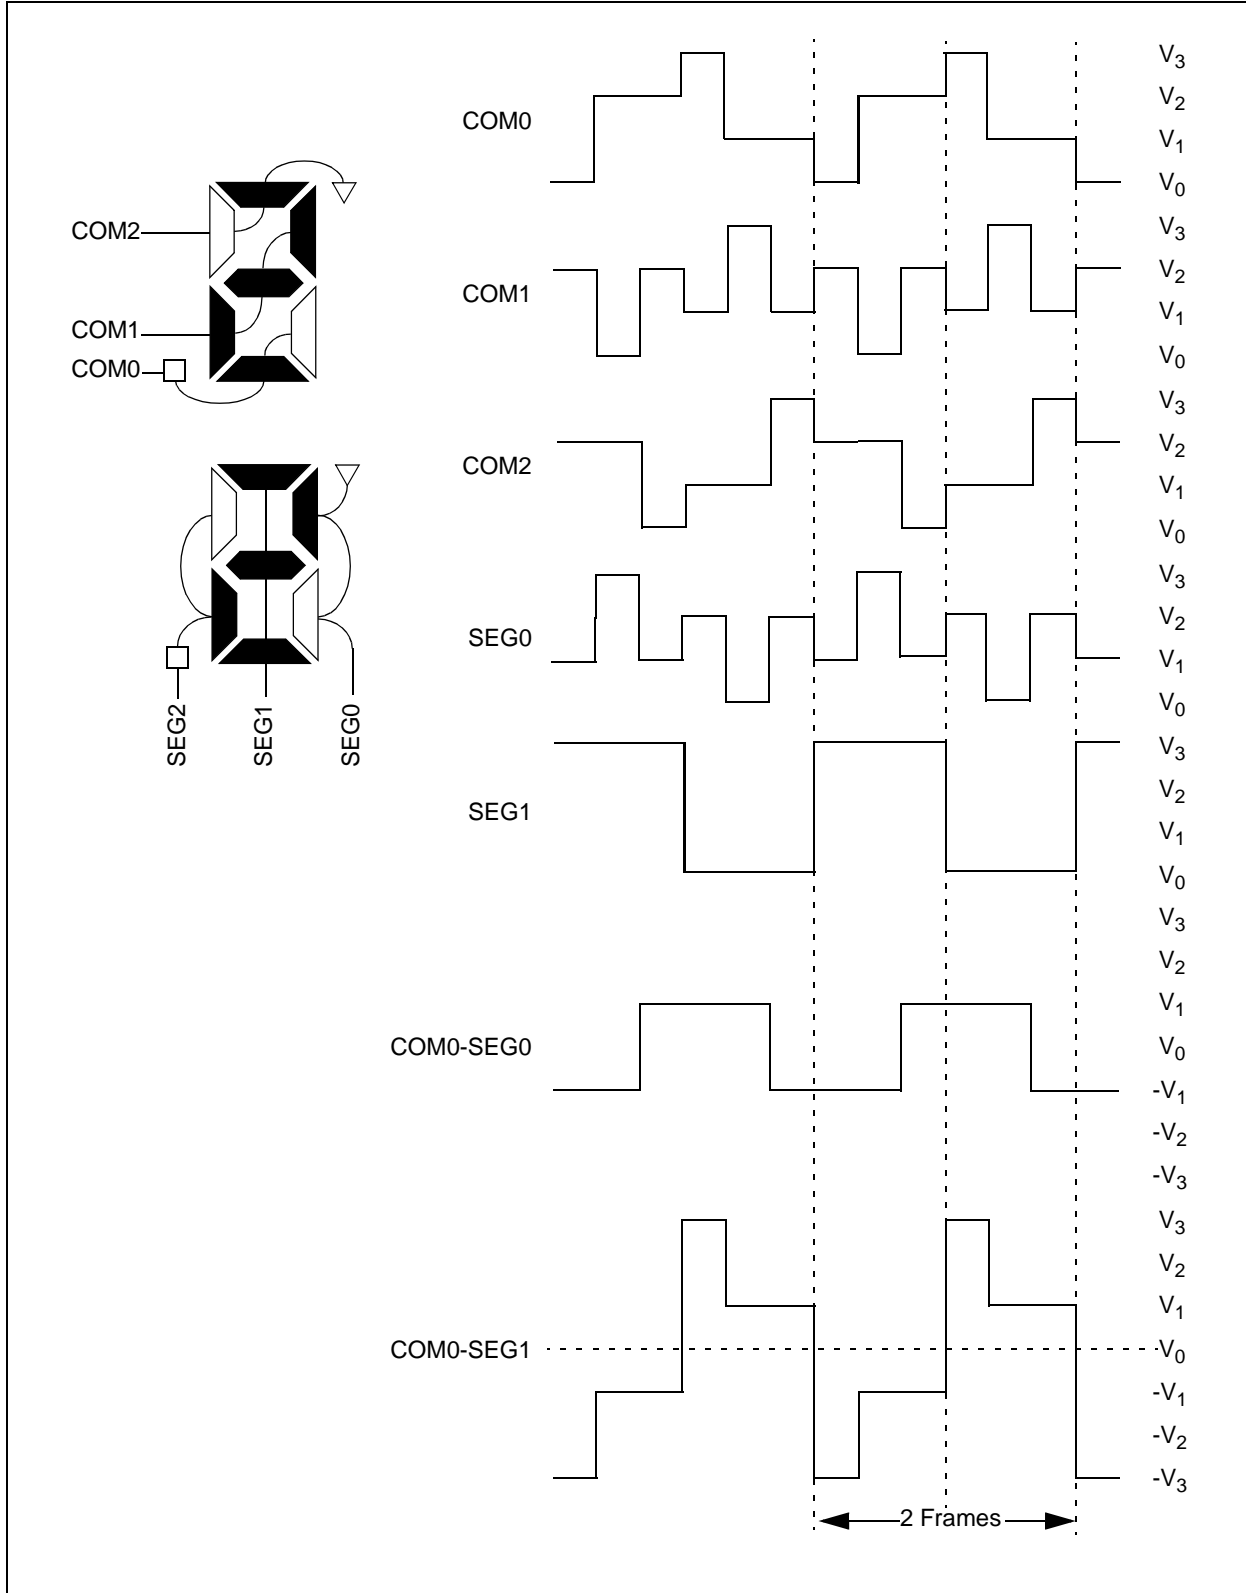 COM2
COM1
COM0
SEG2
SEG1
SEG0
COM0
V3
V2
V1
V0
COM1
V3
V2
V1
V0
COM2
V3
V2
V1
V0
SEG0
V3
V2
V1
V0
SEG1
V3
V2
V1
V0
COM0-SEG0
V3
V2
V1
V0
-V1
-V2
-V3
COM0-SEG1
V3
V2
V1
V0
-V1
-V2
-V3
2 Frames